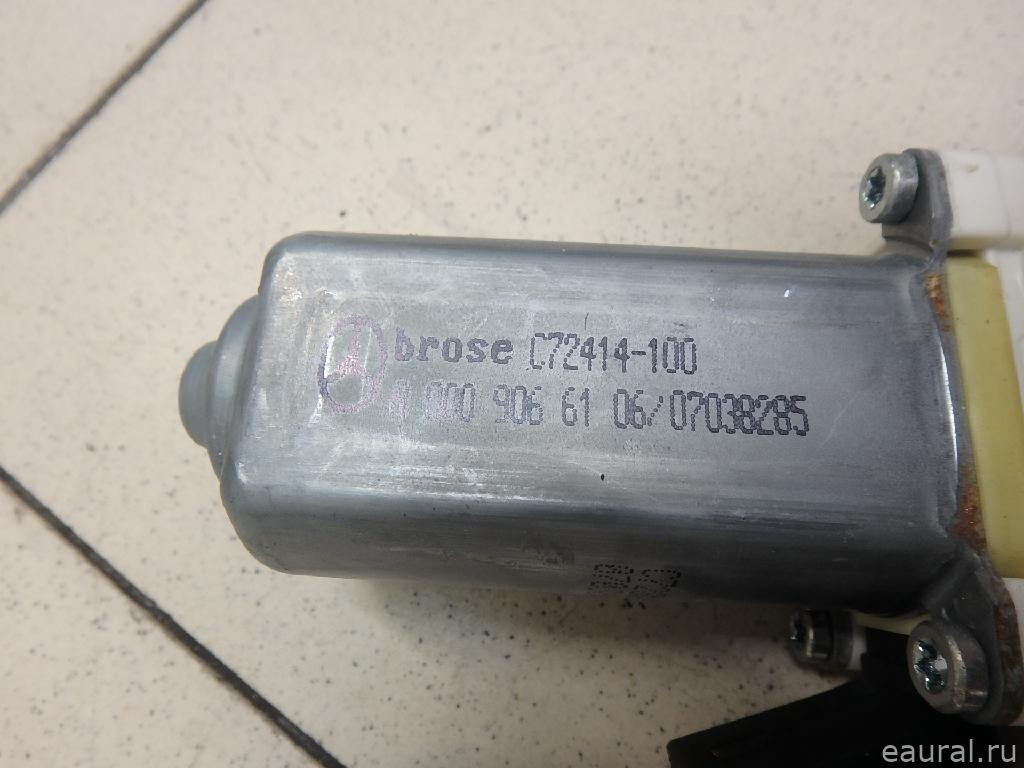 brose C72414-100
A 000 906 61 06/07038285
eaural.ru